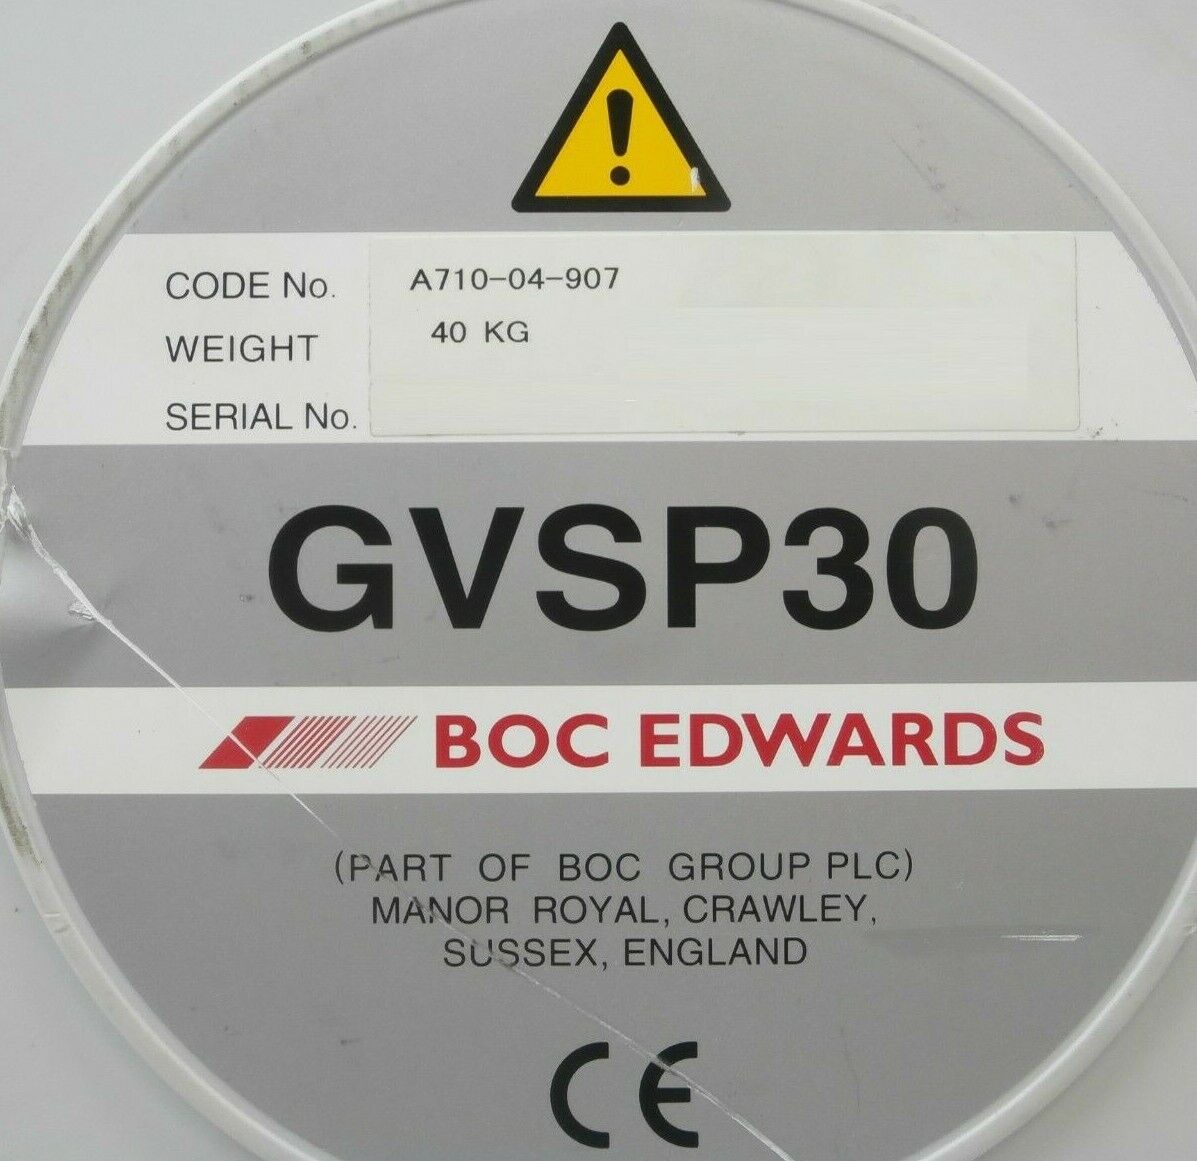 CODE No. A710-04-907
WEIGHT 40 KG
SERIAL No.
GVSP30
BOC EDWARDS
(PART OF BOC GROUP PLC)
MANOR ROYAL, CRAWLEY,
SUSSEX, ENGLAND
CE